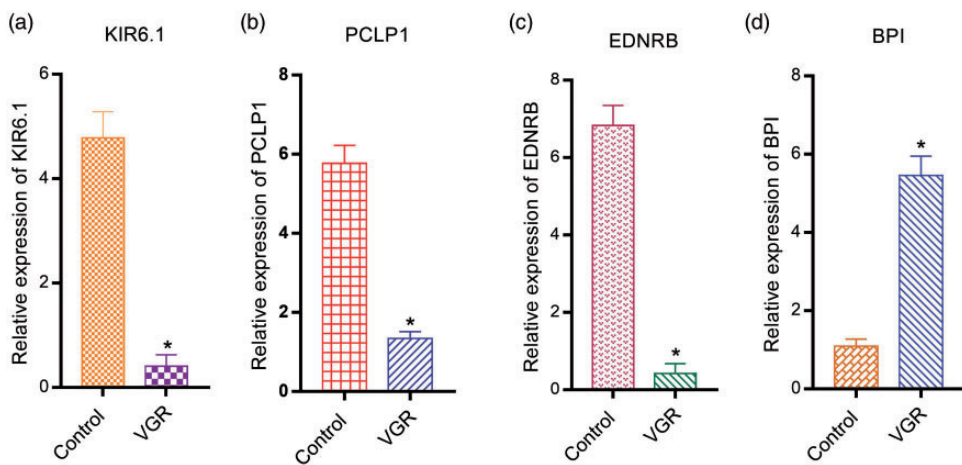 (a)
KIR6.1
Relative expression of KIR6.1
6
4
2
0
*
Control
VGR
(b)
PCLP1
Relative expression of PCLP1
8
6
4
2
0
*
Control
VGR
(c)
EDNRB
Relative expression of EDNRB
8
6
4
2
0
*
Control
VGR
(d)
BPI
Relative expression of BPI
8
6
4
2
0
*
Control
VGR